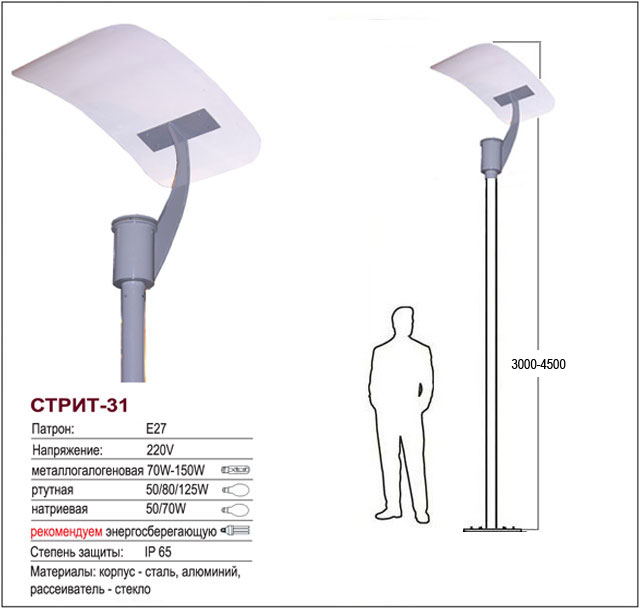 3000-4500
СТРИТ-31
Патрон: E27
Напряжение: 220V
металлогалогеновая 70W-150W
ртутная 50/80/125W
натриевая 50/70W
рекомендуем энергосберегающую
Степень защиты: IP 65
Материалы: корпус - сталь, алюминий,
рассеиватель - стекло